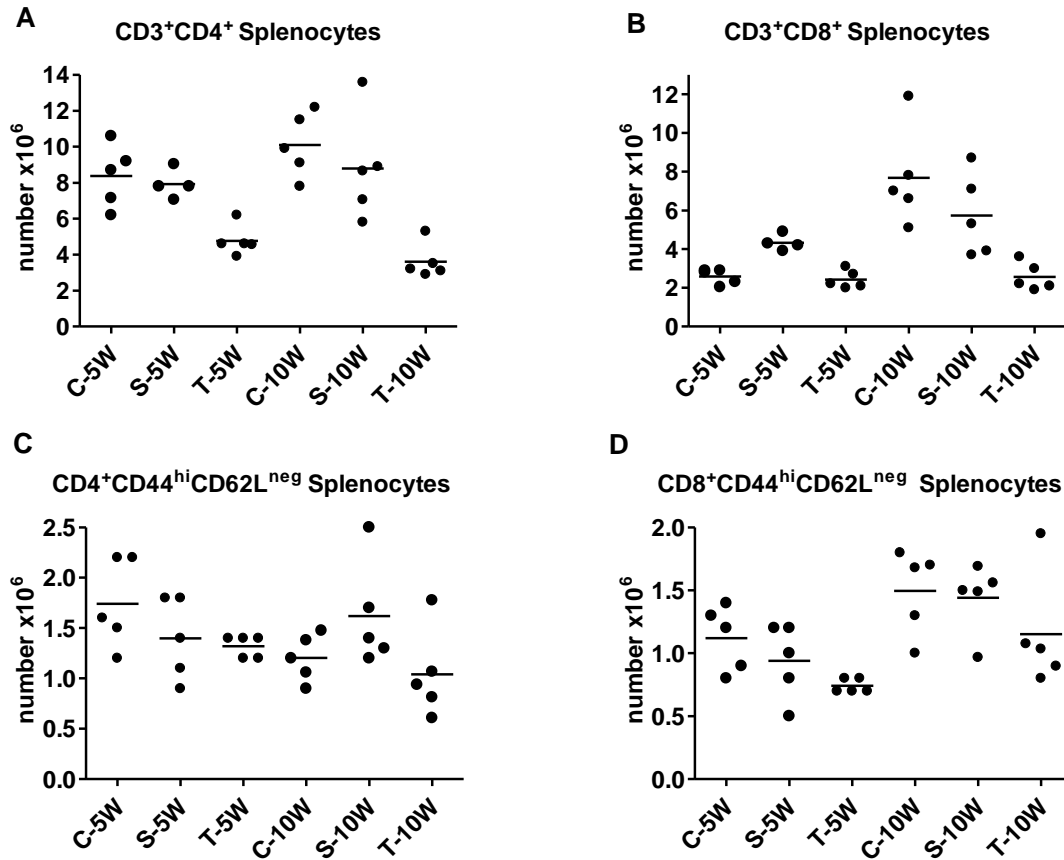 A
CD3⁺CD4⁺ Splenocytes
number x10⁶
14
12
10
8
6
4
2
0
C-5W
S-5W
T-5W
C-10W
S-10W
T-10W
B
CD3⁺CD8⁺ Splenocytes
number x10⁶
12
10
8
6
4
2
0
C-5W
S-5W
T-5W
C-10W
S-10W
T-10W
C
CD4⁺CD44ʰⁱCD62Lⁿᵉᵍ Splenocytes
number x10⁶
2.5
2.0
1.5
1.0
0.5
0.0
C-5W
S-5W
T-5W
C-10W
S-10W
T-10W
D
CD8⁺CD44ʰⁱCD62Lⁿᵉᵍ Splenocytes
number x10⁶
2.0
1.5
1.0
0.5
0.0
C-5W
S-5W
T-5W
C-10W
S-10W
T-10W